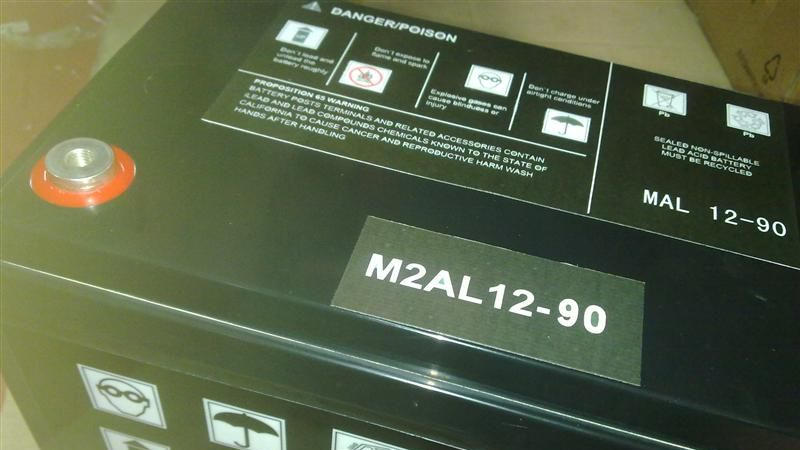 DANGER/POISON
Don't load and
unload the
battery roughly
Don't expose to
flame and spark
Explosive gases can
cause blindness or
injury
Don't charge under
airtight conditions
PROPOSITION 65 WARNING
BATTERY POSTS TERMINALS AND RELATED ACCESSORIES CONTAIN
LEAD AND LEAD COMPOUNDS CHEMICALS KNOWN TO THE STATE OF
CALIFORNIA TO CAUSE CANCER AND REPRODUCTIVE HARM WASH
HANDS AFTER HANDLING
Pb
Pb
SEALED NON-SPILLABLE
LEAD ACID BATTERY
MUST BE RECYCLED
MAL 12-90
M2AL12-90